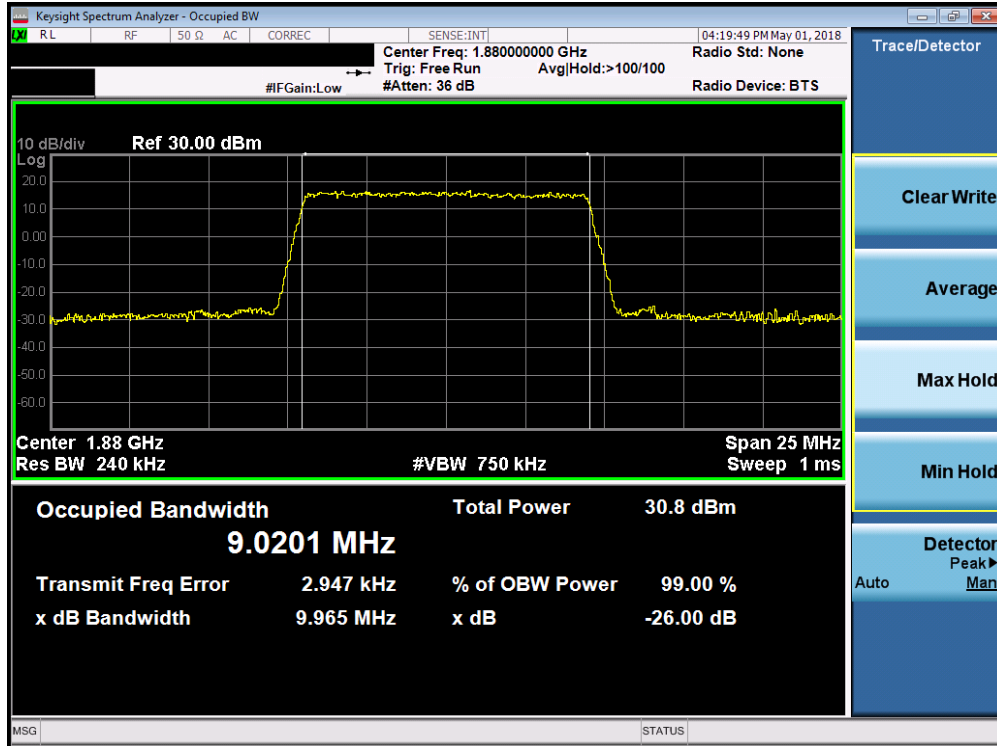 Keysight Spectrum Analyzer - Occupied BW
LXI RL RF 50 Ω AC CORREC SENSE:INT 04:19:49 PM May 01, 2018
Center Freq: 1.880000000 GHz Radio Std: None
Trig: Free Run Avg|Hold:>100/100
#IFGain:Low #Atten: 36 dB Radio Device: BTS
10 dB/div Ref 30.00 dBm
Log
20.0
10.0
0.00
-10.0
-20.0
-30.0
-40.0
-50.0
-60.0
Center 1.88 GHz Span 25 MHz
Res BW 240 kHz #VBW 750 kHz Sweep 1 ms
Occupied Bandwidth Total Power 30.8 dBm
9.0201 MHz
Transmit Freq Error 2.947 kHz % of OBW Power 99.00 %
x dB Bandwidth 9.965 MHz x dB -26.00 dB
MSG STATUS
Trace/Detector
Clear Write
Average
Max Hold
Min Hold
Detector
Peak▶
Auto Man